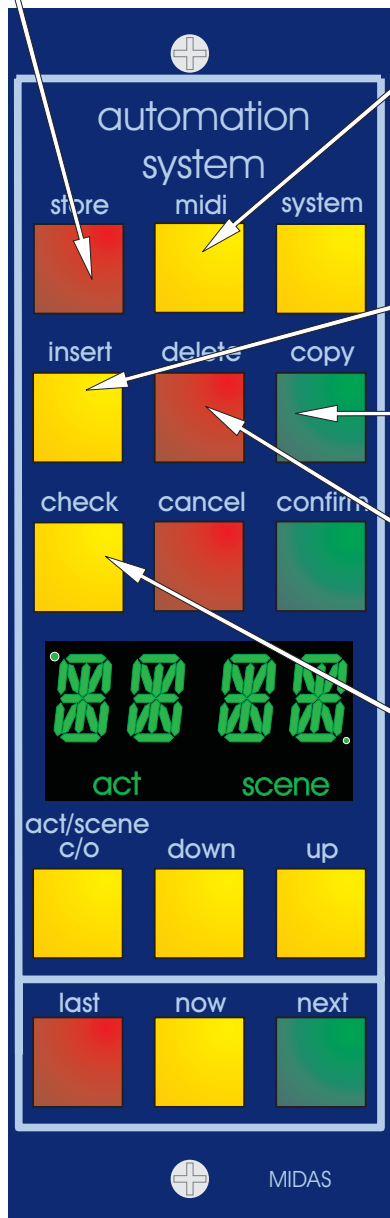 automation
system
store midi system
insert delete copy
check cancel confirm
act scene
act/scene
c/o down up
last now next
MIDAS